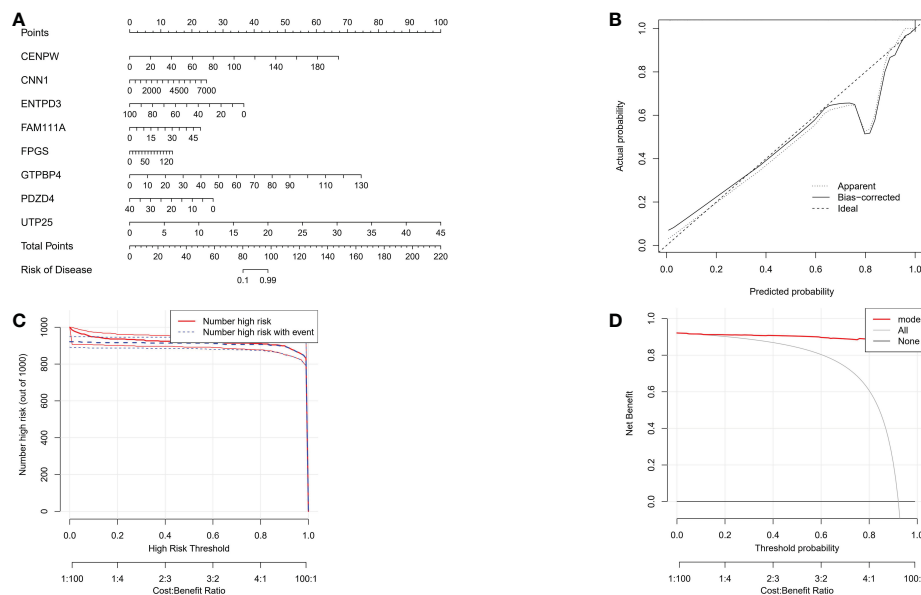 A
Points
0 10 20 30 40 50 60 70 80 90 100
CENPW
0 20 40 60 80 100 140 180
CNN1
0 2000 4500 7000
ENTPD3
100 80 60 40 20 0
FAM111A
0 15 30 45
FPGS
0 50 120
GTPBP4
0 10 20 30 40 50 60 70 80 90 110 130
PDZD4
40 30 20 10 0
UTP25
0 5 10 15 20 25 30 35 40 45
Total Points
0 20 40 60 80 100 120 140 160 180 200 220
Risk of Disease
0.1 0.99
B
Actual probability
0.0 0.2 0.4 0.6 0.8 1.0
Apparent
Bias−corrected
Ideal
0.0 0.2 0.4 0.6 0.8 1.0
Predicted probability
C
Number high risk (out of 1000)
0 200 400 600 800 1000
Number high risk
Number high risk with event
0.0 0.2 0.4 0.6 0.8 1.0
High Risk Threshold
1:100 1:4 2:3 3:2 4:1 100:1
Cost:Benefit Ratio
D
Net Benefit
0.0 0.2 0.4 0.6 0.8 1.0
mode
All
None
0.0 0.2 0.4 0.6 0.8 1.0
Threshold probability
1:100 1:4 2:3 3:2 4:1 100:
Cost:Benefit Ratio